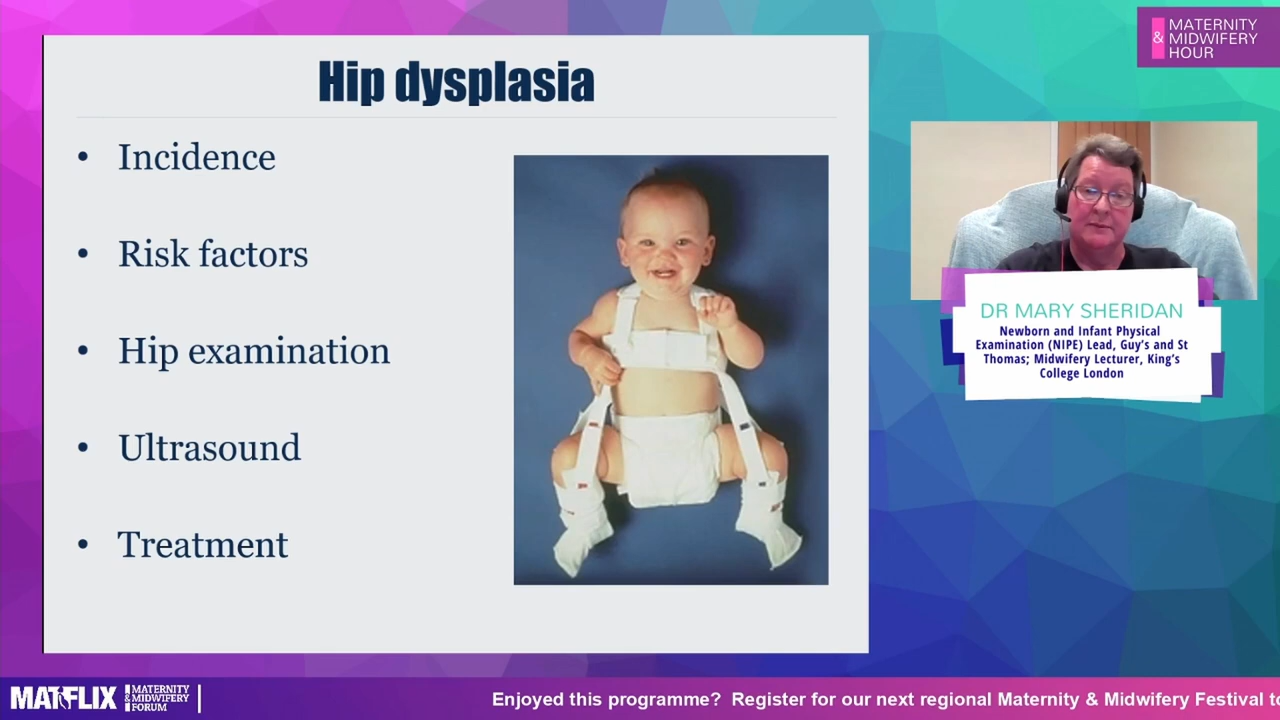 Hip dysplasia
• Incidence
• Risk factors
• Hip examination
• Ultrasound
• Treatment
MATERNITY
& MIDWIFERY
HOUR
DR MARY SHERIDAN
Newborn and Infant Physical
Examination (NIPE) Lead, Guy's and St
Thomas; Midwifery Lecturer, King's
College London
MATFLIX
MATERNITY
& MIDWIFERY
FORUM
Enjoyed this programme? Register for our next regional Maternity & Midwifery Festival to